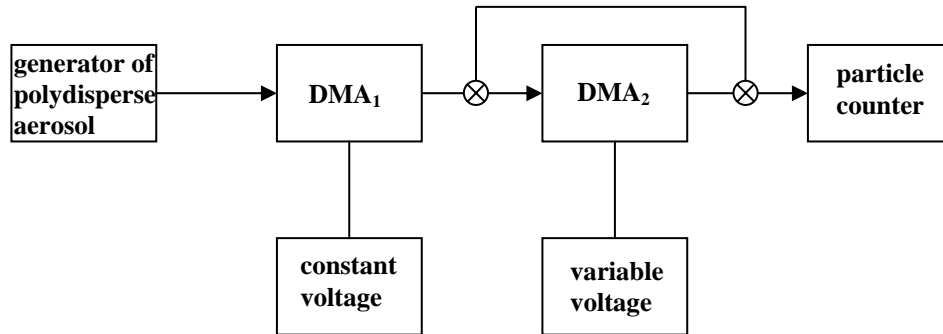 generator of
polydisperse
aerosol
DMA₁
DMA₂
particle
counter
constant
voltage
variable
voltage